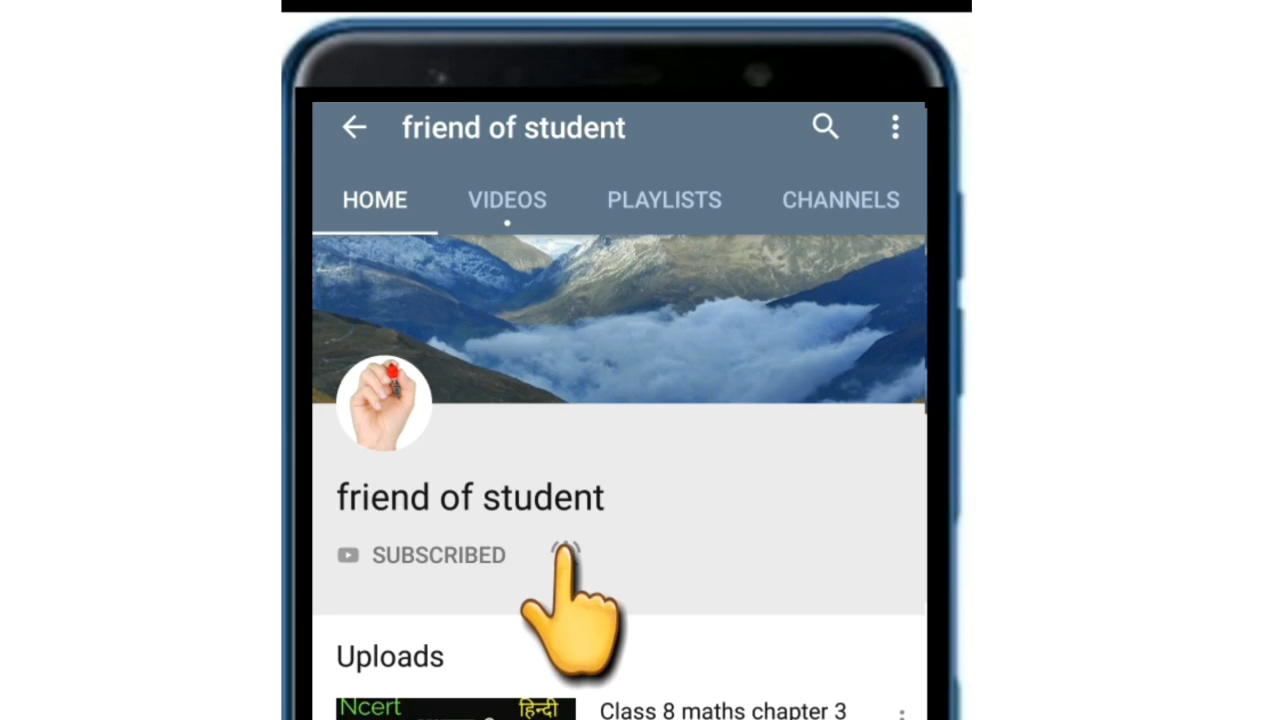 friend of student
HOME VIDEOS PLAYLISTS CHANNELS
friend of student
SUBSCRIBED
Uploads
Ncert हिन्दी
Class 8 maths chapter 3